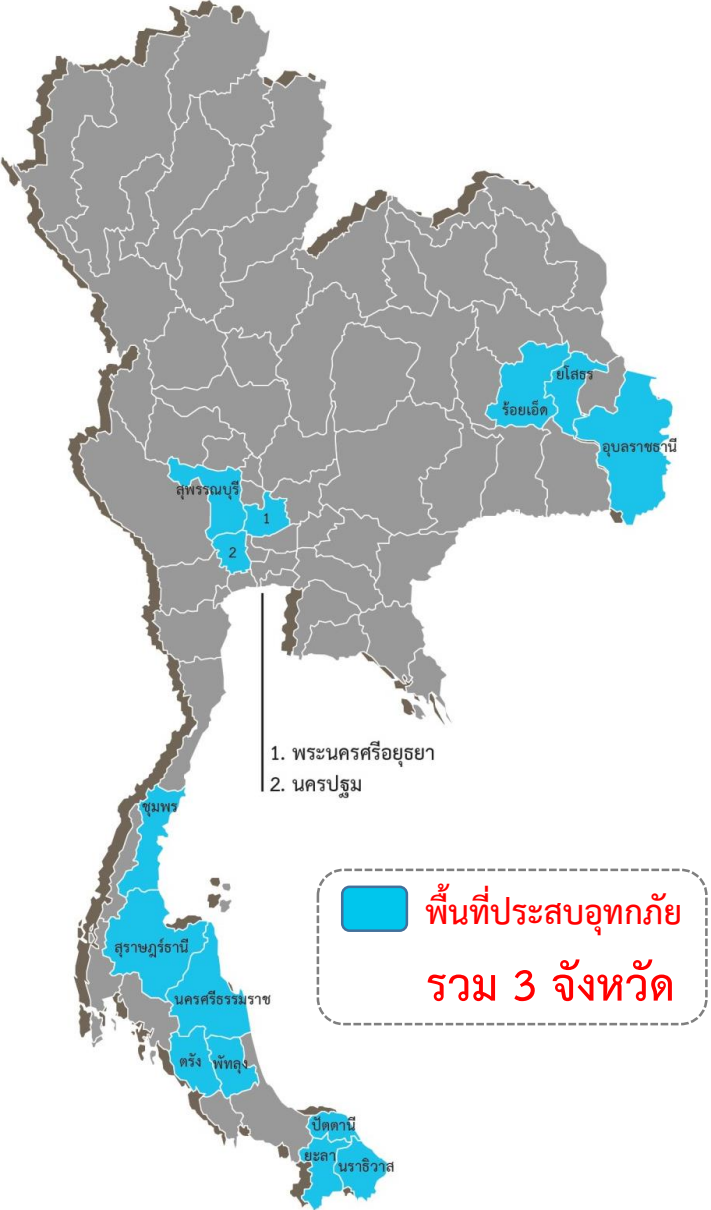 ยโสธร
ร้อยเอ็ด
อุบลราชธานี
สุพรรณบุรี
1
2
1. พระนครศรีอยุธยา
2. นครปฐม
ชุมพร
พื้นที่ประสบอุทกภัย
รวม 3 จังหวัด
สุราษฎร์ธานี
นครศรีธรรมราช
ตรัง
พัทลุง
ปัตตานี
ยะลา
นราธิวาส